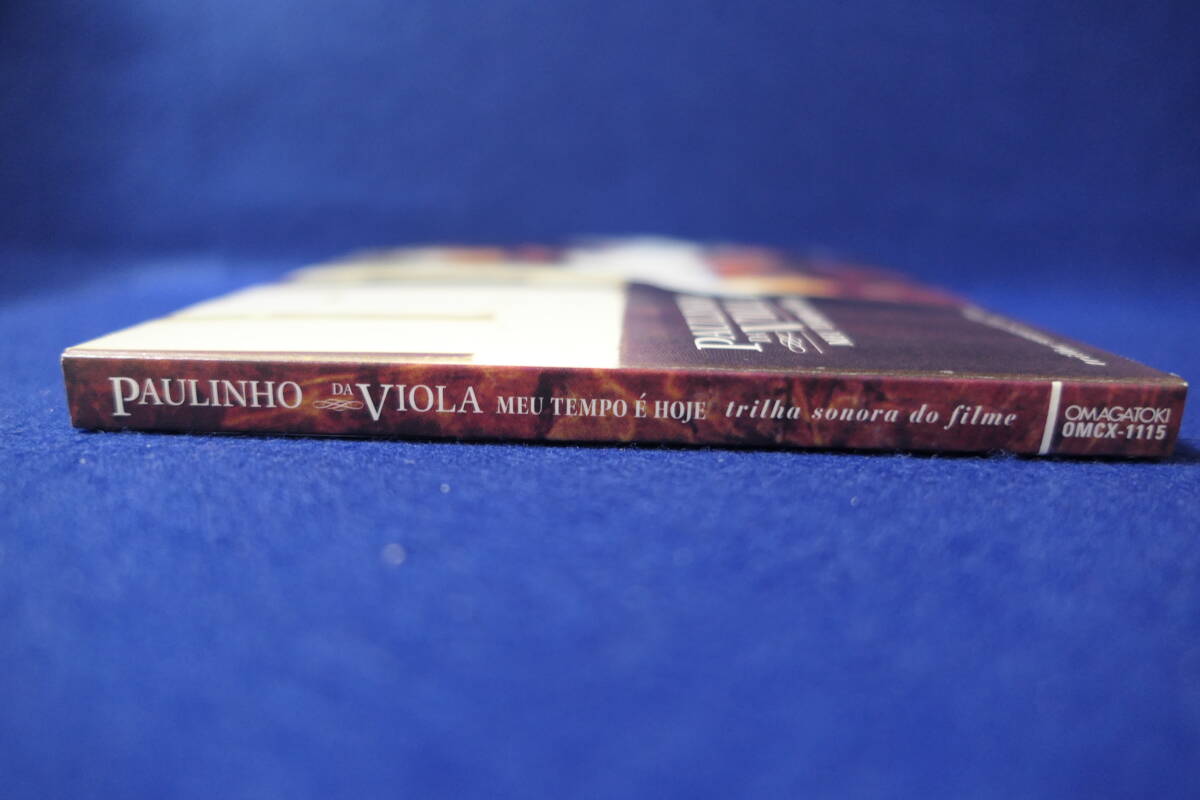 PAULINHO DA VIOLA MEU TEMPO É HOJE trilha sonora do filme
OMAGATOKI
OMCX-1115